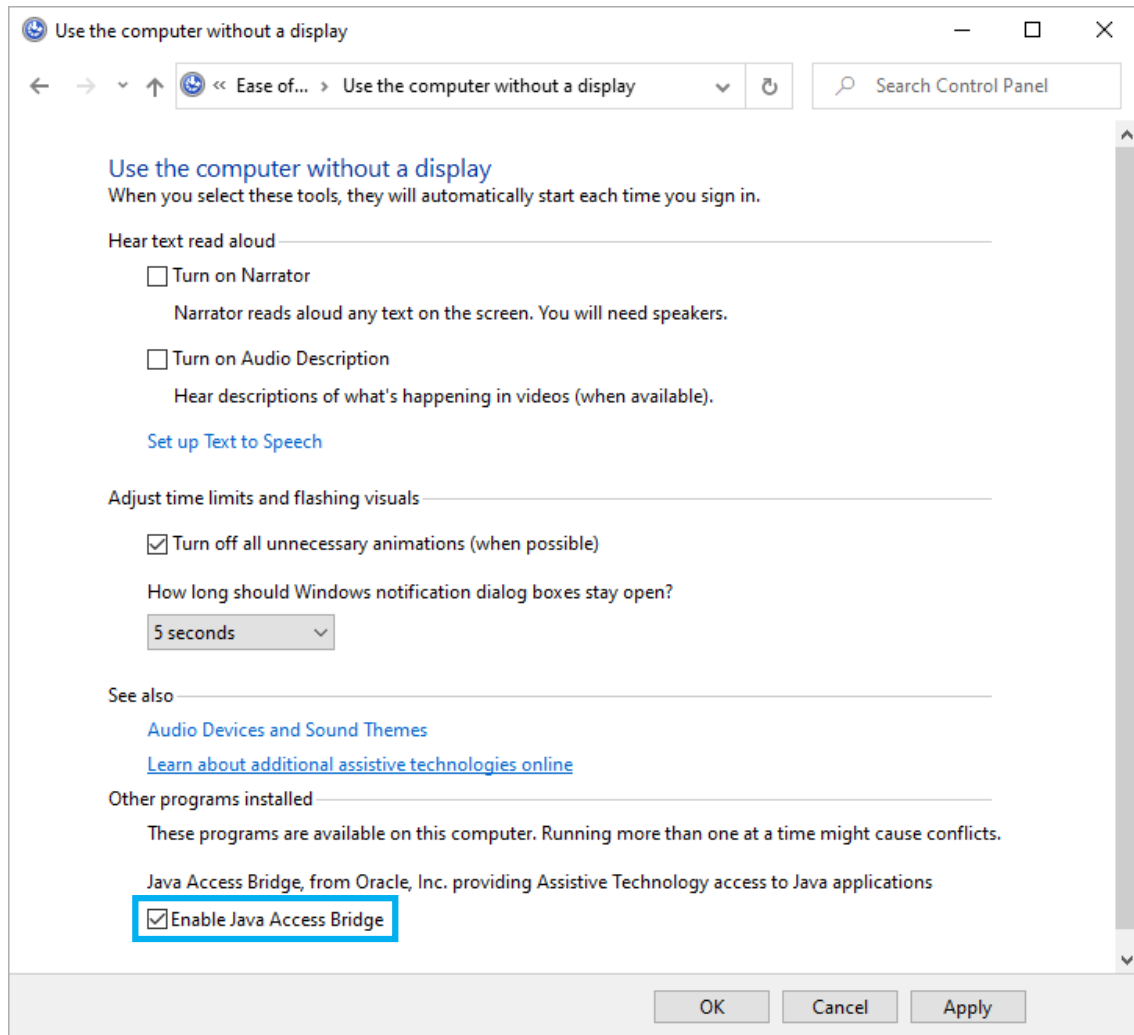 Use the computer without a display
« Ease of... › Use the computer without a display
Search Control Panel
Use the computer without a display
When you select these tools, they will automatically start each time you sign in.
Hear text read aloud
Turn on Narrator
Narrator reads aloud any text on the screen. You will need speakers.
Turn on Audio Description
Hear descriptions of what's happening in videos (when available).
Set up Text to Speech
Adjust time limits and flashing visuals
Turn off all unnecessary animations (when possible)
How long should Windows notification dialog boxes stay open?
5 seconds
See also
Audio Devices and Sound Themes
Learn about additional assistive technologies online
Other programs installed
These programs are available on this computer. Running more than one at a time might cause conflicts.
Java Access Bridge, from Oracle, Inc. providing Assistive Technology access to Java applications
Enable Java Access Bridge
OK Cancel Apply